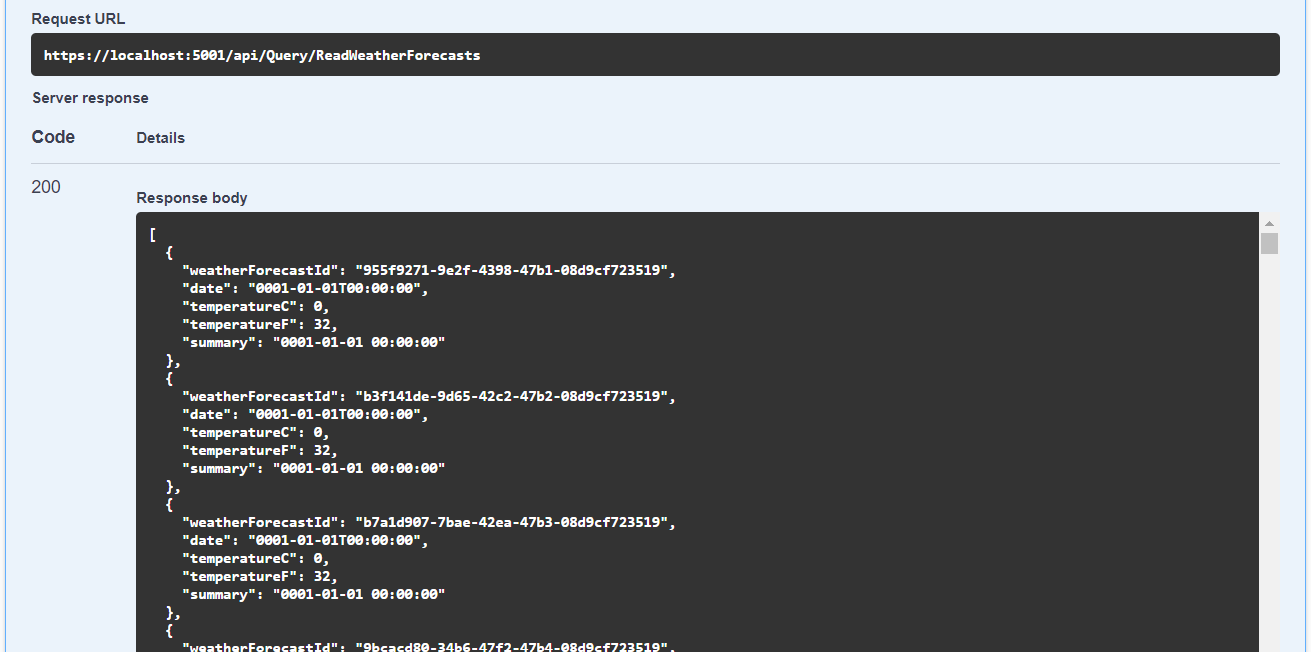 Request URL
https://localhost:5001/api/Query/ReadWeatherForecasts
Server response
Code Details
200
Response body
[
{
"weatherForecastId": "955f9271-9e2f-4398-47b1-08d9cf723519",
"date": "0001-01-01T00:00:00",
"temperatureC": 0,
"temperatureF": 32,
"summary": "0001-01-01 00:00:00"
},
{
"weatherForecastId": "b3f141de-9d65-42c2-47b2-08d9cf723519",
"date": "0001-01-01T00:00:00",
"temperatureC": 0,
"temperatureF": 32,
"summary": "0001-01-01 00:00:00"
},
{
"weatherForecastId": "b7a1d907-7bae-42ea-47b3-08d9cf723519",
"date": "0001-01-01T00:00:00",
"temperatureC": 0,
"temperatureF": 32,
"summary": "0001-01-01 00:00:00"
},
{
"weatherForecastId": "9bcacd80-34b6-47f2-47b4-08d9cf723519",